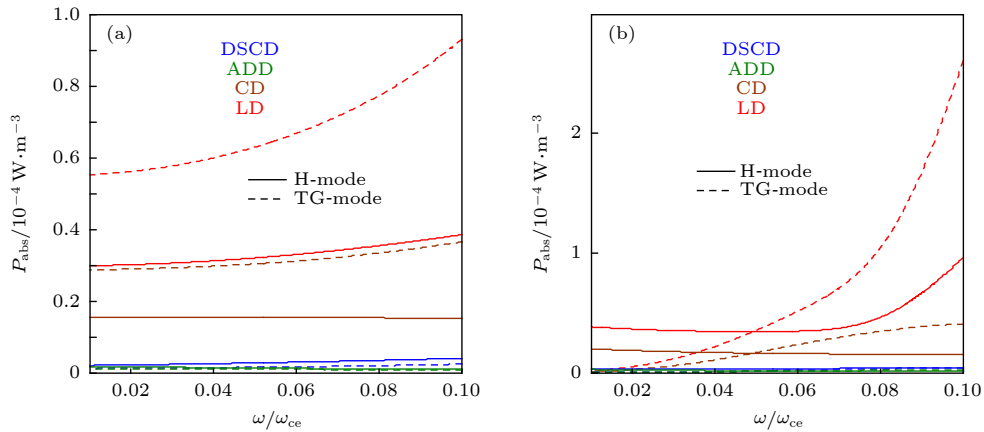 (a)
DSCD
ADD
CD
LD
H-mode
TG-mode
1.0
0.8
0.6
0.4
0.2
0
0.02
0.04
0.06
0.08
0.10
P_abs/10⁻⁴ W·m⁻³
ω/ω_ce
(b)
DSCD
ADD
CD
LD
H-mode
TG-mode
2
1
0
0.02
0.04
0.06
0.08
0.10
P_abs/10⁻⁴ W·m⁻³
ω/ω_ce